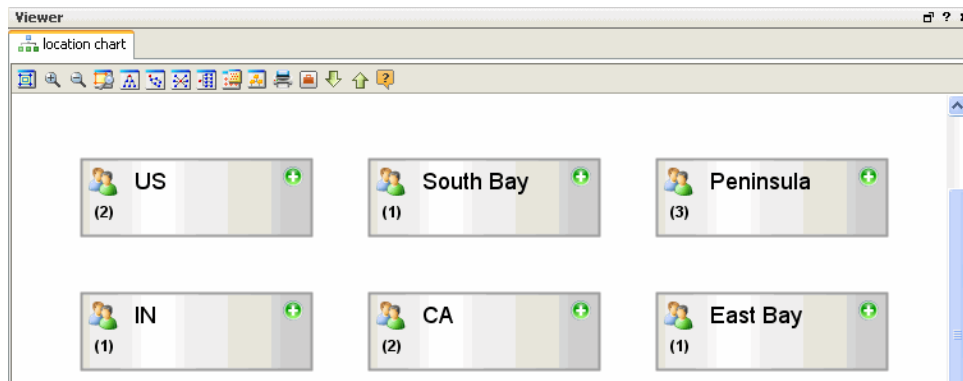 Viewer
location chart
US South Bay Peninsula
(2) (1) (3)
IN CA East Bay
(1) (2) (1)